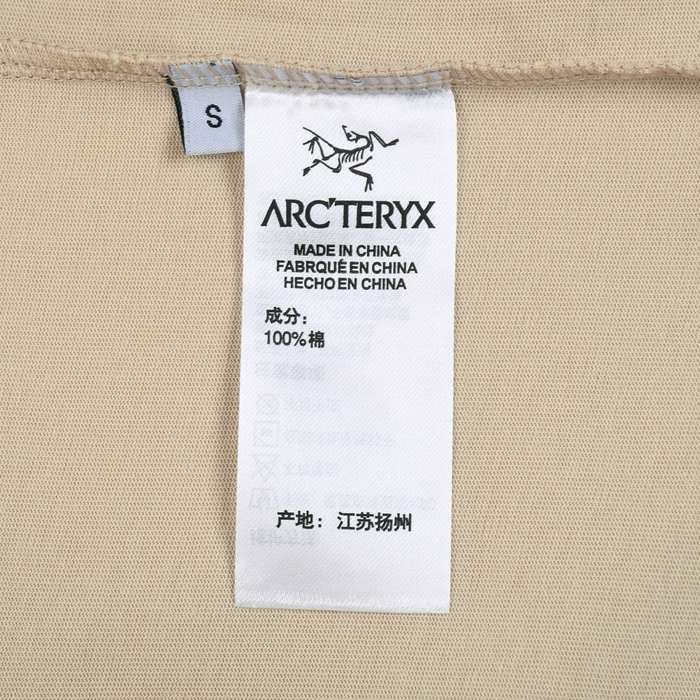 S
ARC'TERYX
MADE IN CHINA
FABRQUÉ EN CHINA
HECHO EN CHINA
成分：
100%棉
产地：江苏扬州